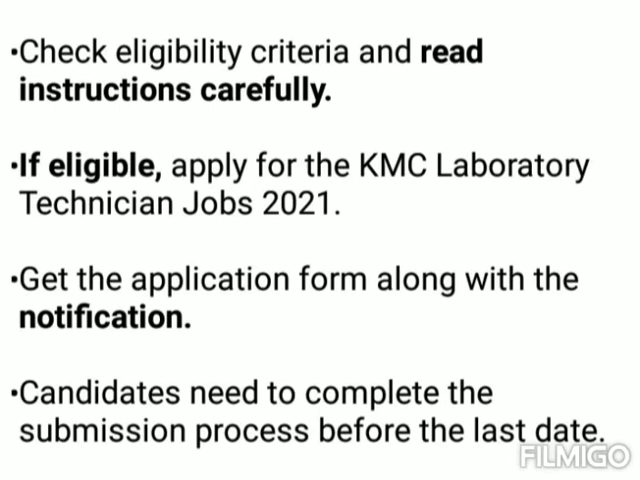 •Check eligibility criteria and read
instructions carefully.
•If eligible, apply for the KMC Laboratory
Technician Jobs 2021.
•Get the application form along with the
notification.
•Candidates need to complete the
submission process before the last date.
FILMIGO